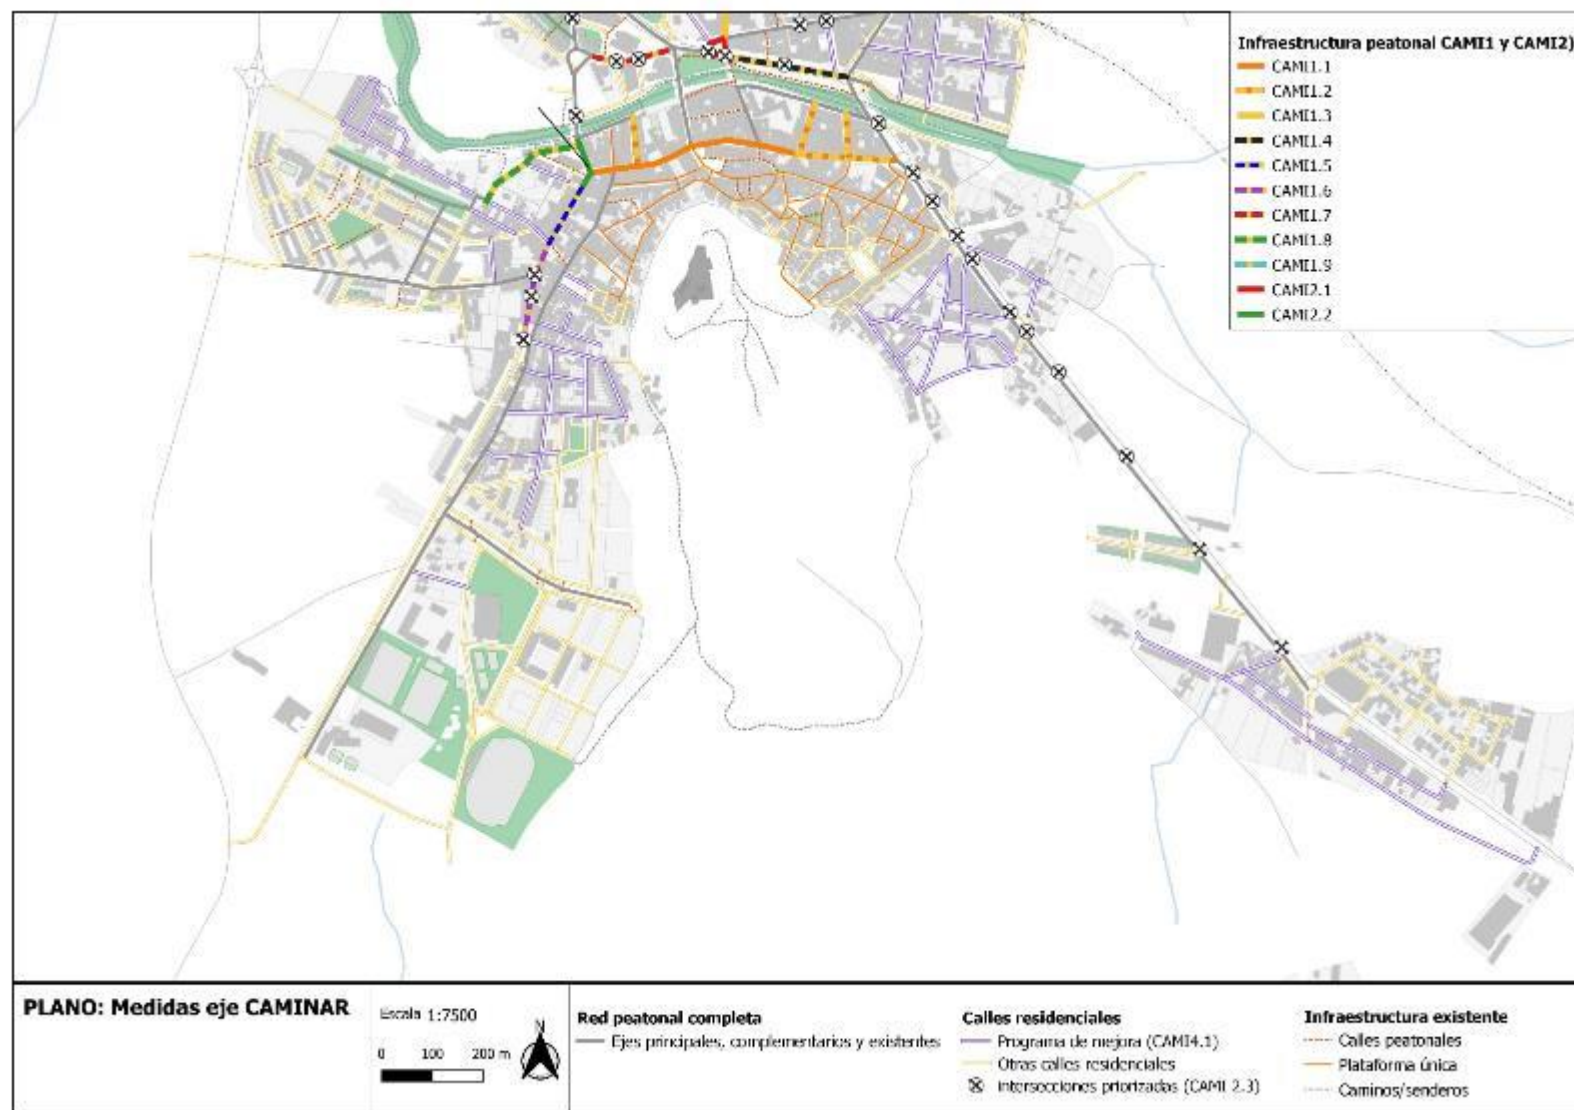 Infraestructura peatonal CAMI1 y CAMI2)
CAMI1.1
CAMI1.2
CAMI1.3
CAMI1.4
CAMI1.5
CAMI1.6
CAMI1.7
CAMI1.8
CAMI1.9
CAMI2.1
CAMI2.2
PLANO: Medidas eje CAMINAR
Escala 1:7500
0 100 200 m
N
Red peatonal completa
Ejes principales, complementarios y existentes
Calles residenciales
Programa de mejora (CAMI4.1)
Otras calles residenciales
intersecciones priorizadas (CAMI 2.3)
Infraestructura existente
Calles peatonales
Plataforma única
Caminos/senderos